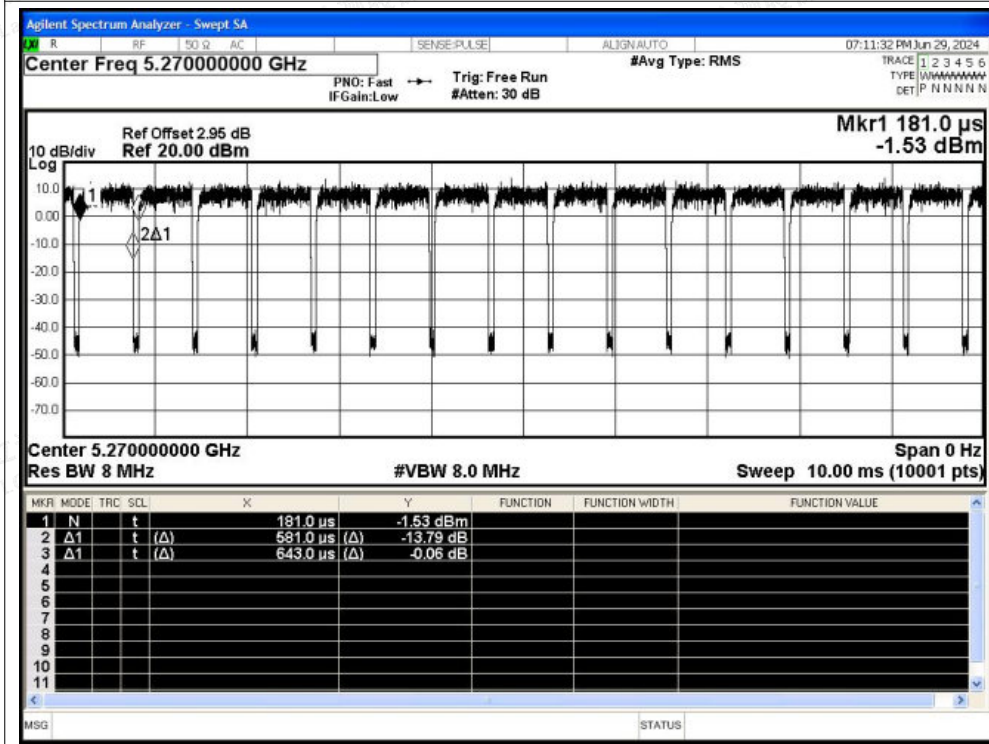 Agilent Spectrum Analyzer - Swept SA
LXI R RF 50 Ω AC SENSE:PULSE ALIGN AUTO 07:11:32 PM Jun 29, 2024
Center Freq 5.270000000 GHz #Avg Type: RMS TRACE 1 2 3 4 5 6
PNO: Fast Trig: Free Run TYPE WWWWWW
IFGain:Low #Atten: 30 dB DET P N N N N N
Mkr1 181.0 µs
-1.53 dBm
Ref Offset 2.95 dB
10 dB/div Ref 20.00 dBm
Log
10.0
0.00
-10.0
-20.0
-30.0
-40.0
-50.0
-60.0
-70.0
1
2Δ1
Center 5.270000000 GHz Span 0 Hz
Res BW 8 MHz #VBW 8.0 MHz Sweep 10.00 ms (10001 pts)
MKR MODE TRC SCL X Y FUNCTION FUNCTION WIDTH FUNCTION VALUE
1 N t 181.0 µs -1.53 dBm
2 Δ1 t (Δ) 581.0 µs (Δ) -13.79 dB
3 Δ1 t (Δ) 643.0 µs (Δ) -0.06 dB
4
5
6
7
8
9
10
11
MSG STATUS